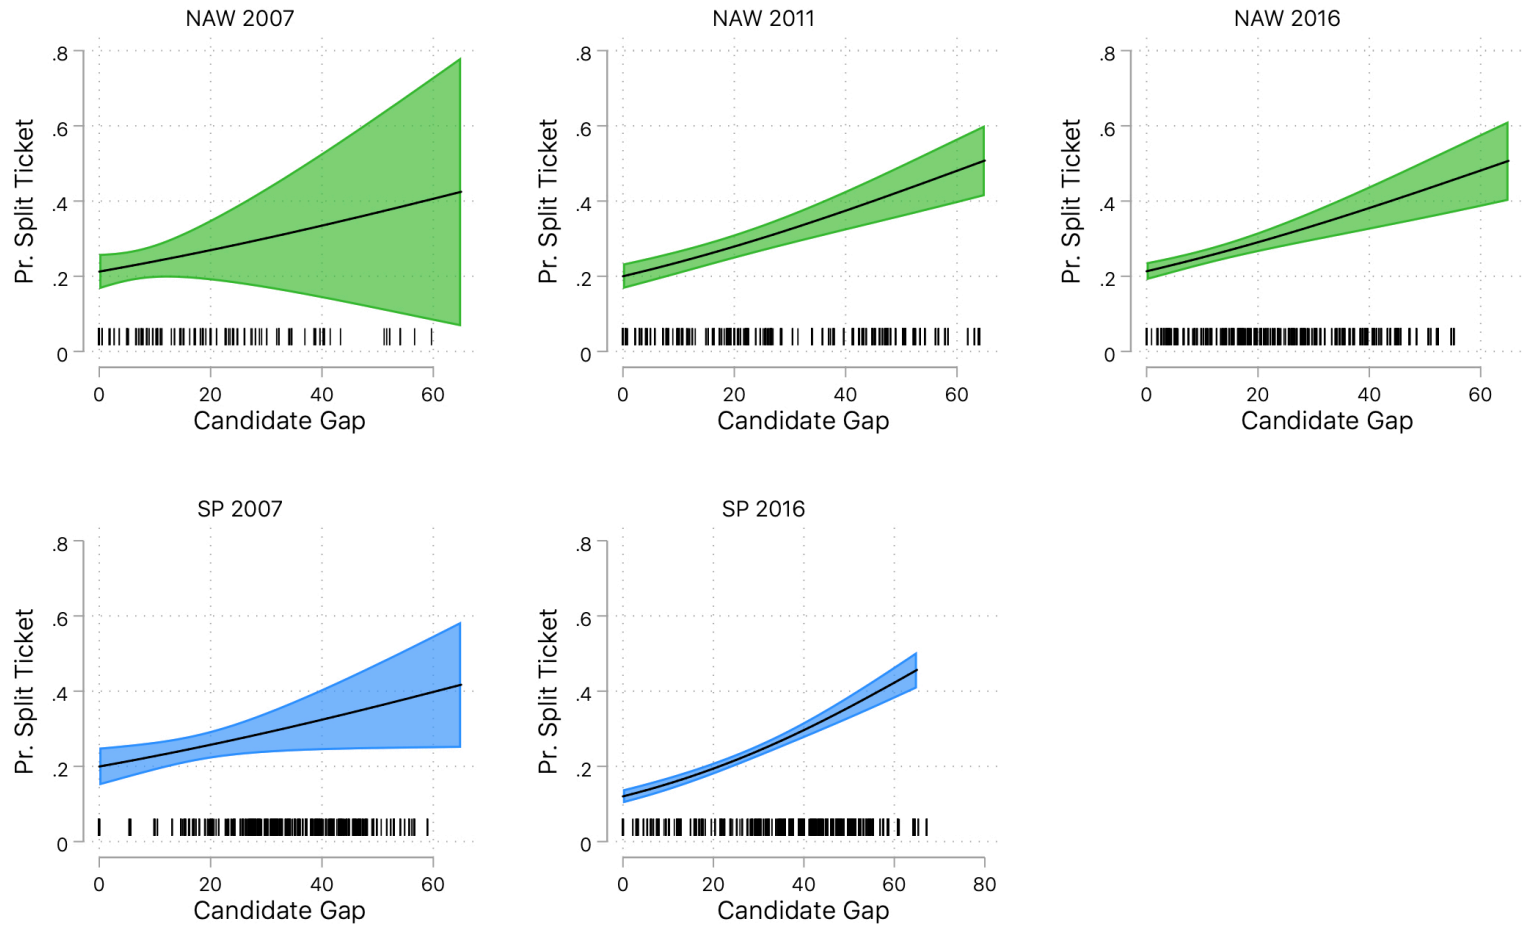 NAW 2007
Pr. Split Ticket
.8
.6
.4
.2
0
0 20 40 60
Candidate Gap
NAW 2011
Pr. Split Ticket
.8
.6
.4
.2
0
0 20 40 60
Candidate Gap
NAW 2016
Pr. Split Ticket
.8
.6
.4
.2
0
0 20 40 60
Candidate Gap
SP 2007
Pr. Split Ticket
.8
.6
.4
.2
0
0 20 40 60
Candidate Gap
SP 2016
Pr. Split Ticket
.8
.6
.4
.2
0
0 20 40 60 80
Candidate Gap